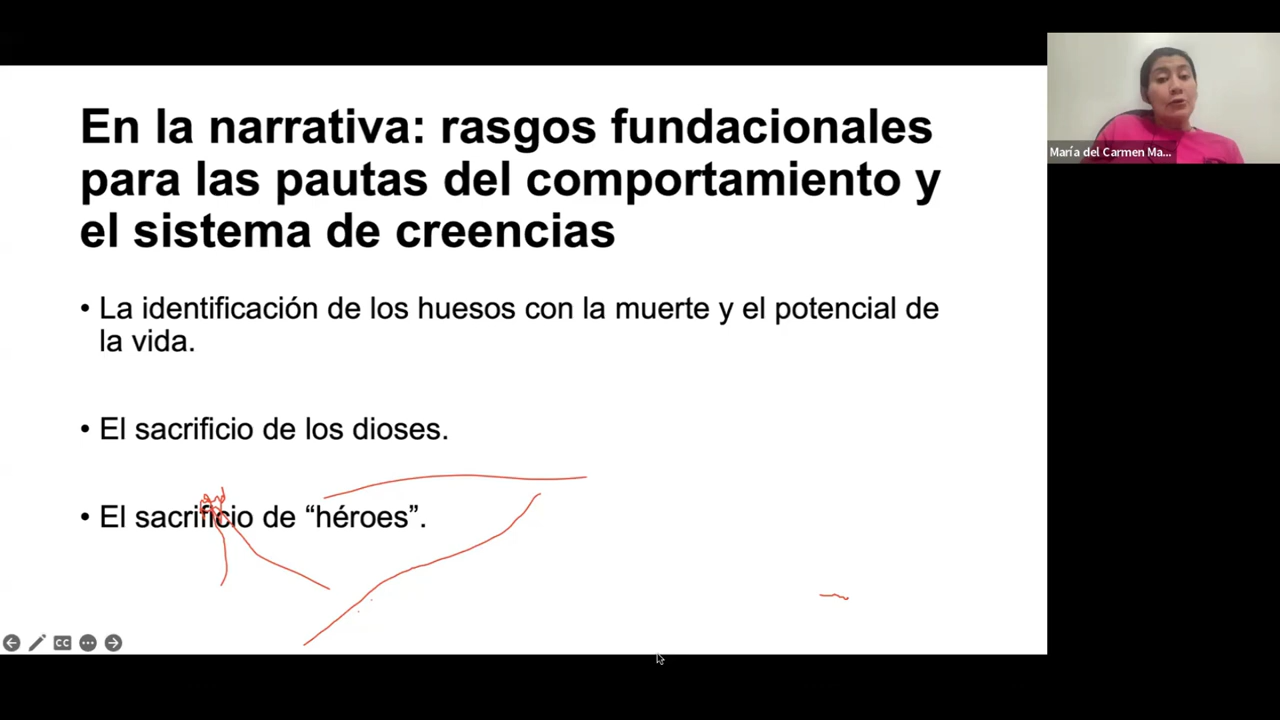 En la narrativa: rasgos fundacionales
para las pautas del comportamiento y
el sistema de creencias
• La identificación de los huesos con la muerte y el potencial de
la vida.
• El sacrificio de los dioses.
• El sacrificio de “héroes”.
María del Carmen Ma...
CC